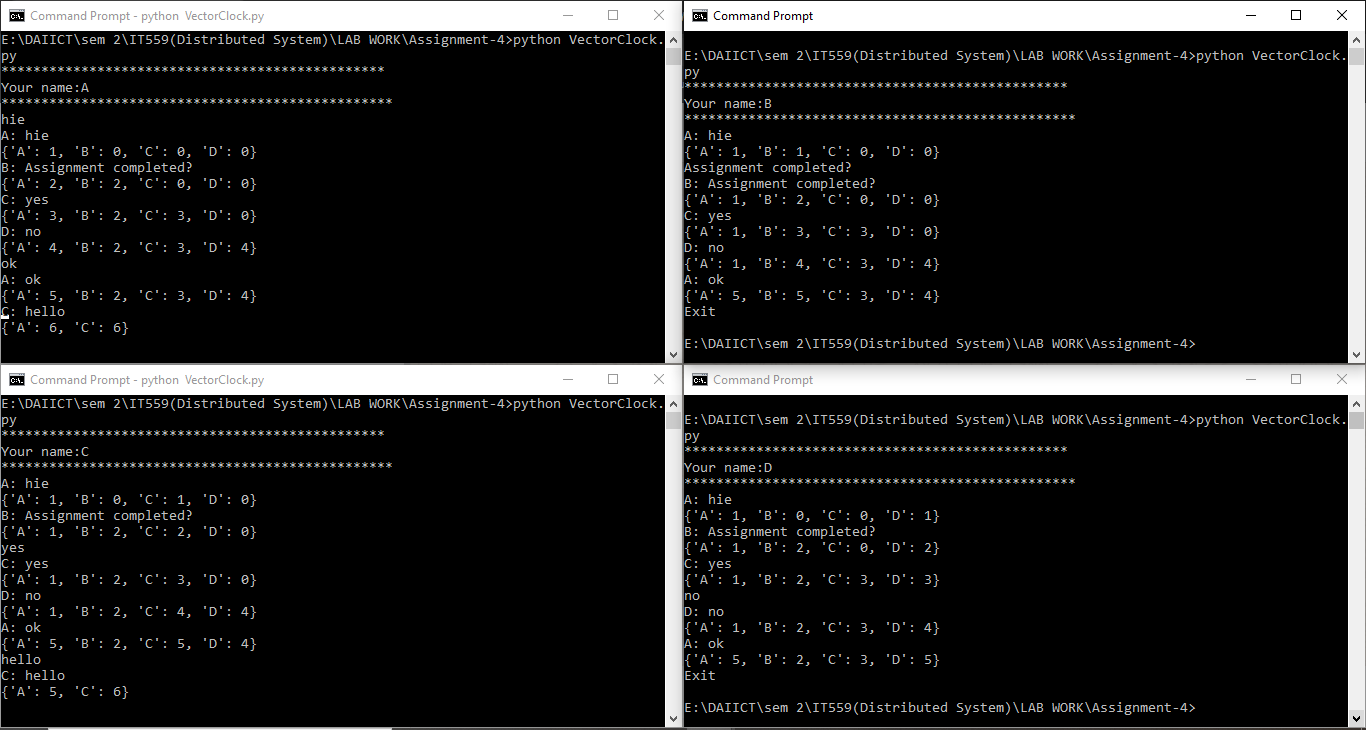 Command Prompt - python  VectorClock.py
E:\DAIICT\sem 2\IT559(Distributed System)\LAB WORK\Assignment-4>python VectorClock.
py
************************************************
Your name:A
*************************************************
hie
A: hie
{'A': 1, 'B': 0, 'C': 0, 'D': 0}
B: Assignment completed?
{'A': 2, 'B': 2, 'C': 0, 'D': 0}
C: yes
{'A': 3, 'B': 2, 'C': 3, 'D': 0}
D: no
{'A': 4, 'B': 2, 'C': 3, 'D': 4}
ok
A: ok
{'A': 5, 'B': 2, 'C': 3, 'D': 4}
C: hello
{'A': 6, 'C': 6}
Command Prompt
E:\DAIICT\sem 2\IT559(Distributed System)\LAB WORK\Assignment-4>python VectorClock.
py
************************************************
Your name:B
*************************************************
A: hie
{'A': 1, 'B': 1, 'C': 0, 'D': 0}
Assignment completed?
B: Assignment completed?
{'A': 1, 'B': 2, 'C': 0, 'D': 0}
C: yes
{'A': 1, 'B': 3, 'C': 3, 'D': 0}
D: no
{'A': 1, 'B': 4, 'C': 3, 'D': 4}
A: ok
{'A': 5, 'B': 5, 'C': 3, 'D': 4}
Exit
E:\DAIICT\sem 2\IT559(Distributed System)\LAB WORK\Assignment-4>
Command Prompt - python  VectorClock.py
E:\DAIICT\sem 2\IT559(Distributed System)\LAB WORK\Assignment-4>python VectorClock.
py
************************************************
Your name:C
*************************************************
A: hie
{'A': 1, 'B': 0, 'C': 1, 'D': 0}
B: Assignment completed?
{'A': 1, 'B': 2, 'C': 2, 'D': 0}
yes
C: yes
{'A': 1, 'B': 2, 'C': 3, 'D': 0}
D: no
{'A': 1, 'B': 2, 'C': 4, 'D': 4}
A: ok
{'A': 5, 'B': 2, 'C': 5, 'D': 4}
hello
C: hello
{'A': 5, 'C': 6}
Command Prompt
E:\DAIICT\sem 2\IT559(Distributed System)\LAB WORK\Assignment-4>python VectorClock.
py
************************************************
Your name:D
*************************************************
A: hie
{'A': 1, 'B': 0, 'C': 0, 'D': 1}
B: Assignment completed?
{'A': 1, 'B': 2, 'C': 0, 'D': 2}
C: yes
{'A': 1, 'B': 2, 'C': 3, 'D': 3}
no
D: no
{'A': 1, 'B': 2, 'C': 3, 'D': 4}
A: ok
{'A': 5, 'B': 2, 'C': 3, 'D': 5}
Exit
E:\DAIICT\sem 2\IT559(Distributed System)\LAB WORK\Assignment-4>